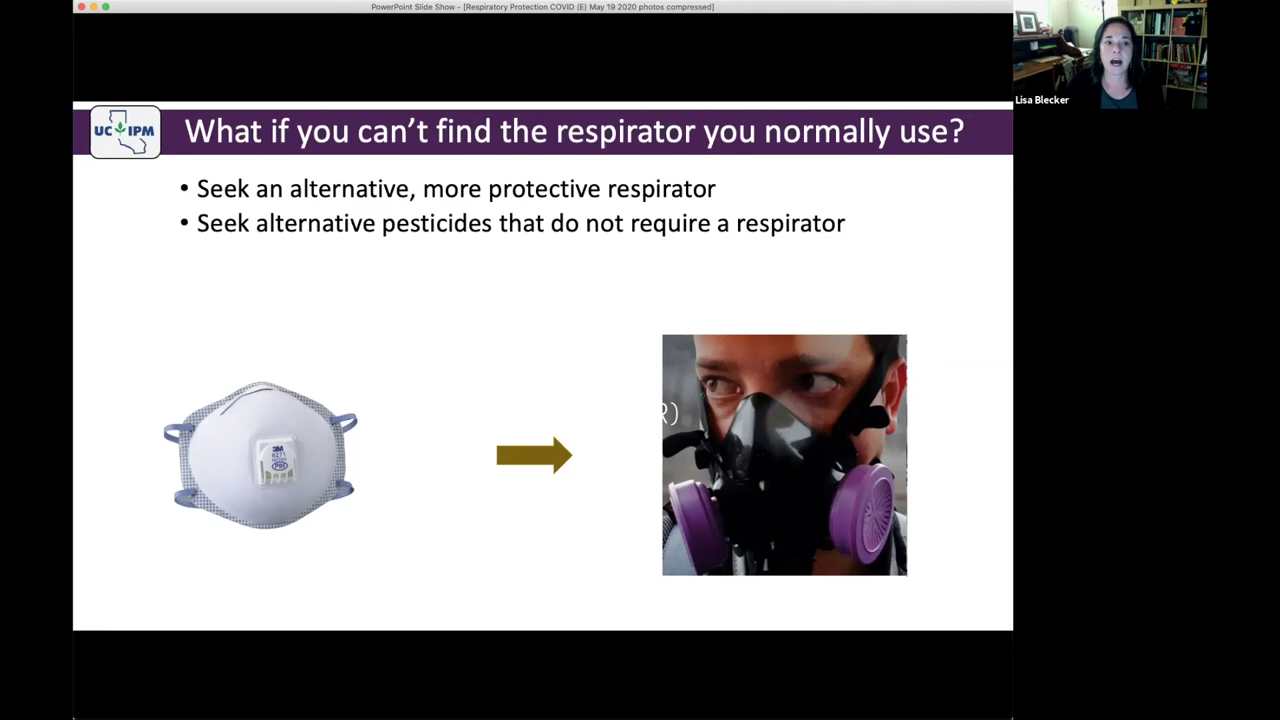 PowerPoint Slide Show - [Respiratory Protection COVID (E) May 19 2020 photos compressed]
Lisa Blecker
UC IPM
What if you can't find the respirator you normally use?
• Seek an alternative, more protective respirator
• Seek alternative pesticides that do not require a respirator
R)
3M
8271
P95